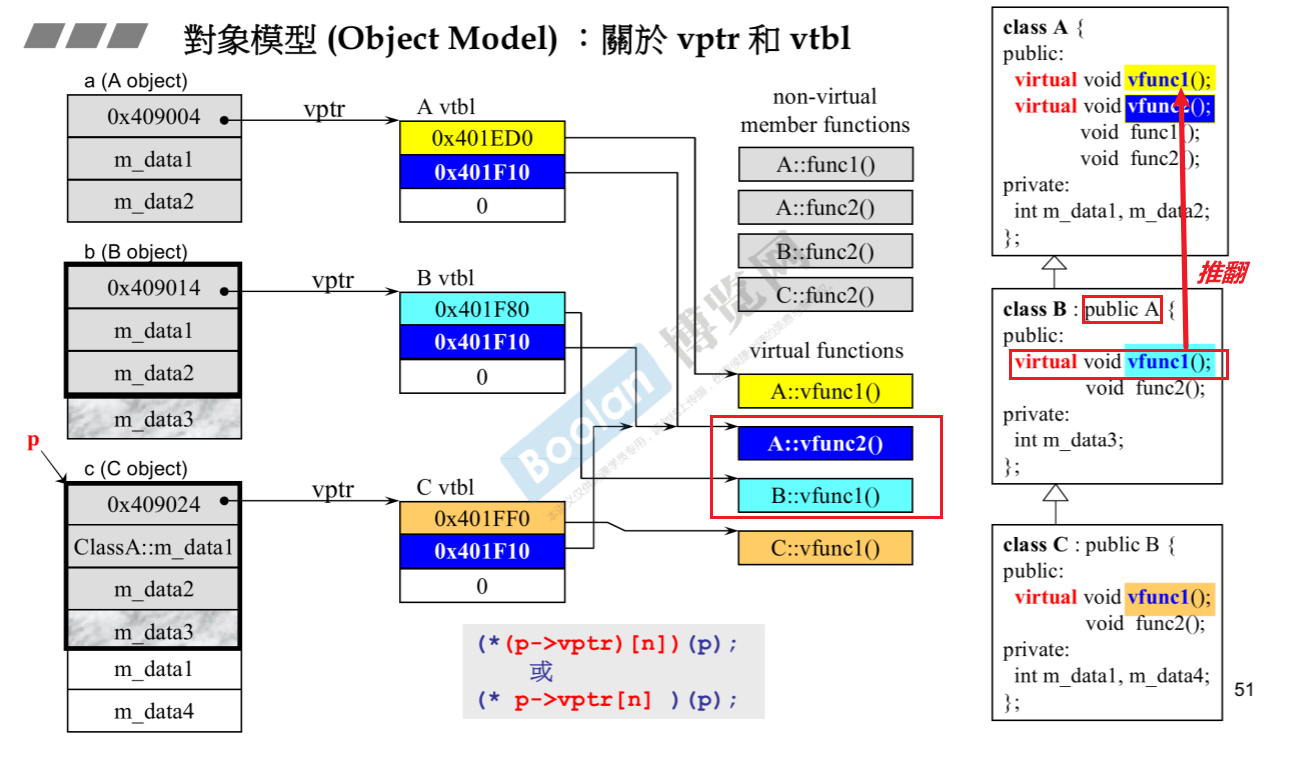 對象模型 (Object Model) ：關於 vptr 和 vtbl
a (A object)
0x409004
m_data1
m_data2
vptr
A vtbl
0x401ED0
0x401F10
0
b (B object)
0x409014
m_data1
m_data2
m_data3
vptr
B vtbl
0x401F80
0x401F10
0
p
c (C object)
0x409024
ClassA::m_data1
m_data2
m_data3
m_data1
m_data4
vptr
C vtbl
0x401FF0
0x401F10
0
non-virtual
member functions
A::func1()
A::func2()
B::func2()
C::func2()
virtual functions
A::vfunc1()
A::vfunc2()
B::vfunc1()
C::vfunc1()
(*(p->vptr)[n])(p);
或
(* p->vptr[n] )(p);
class A {
public:
virtual void vfunc1();
virtual void vfunc2();
void func1();
void func2();
private:
int m_data1, m_data2;
};
推翻
class B : public A {
public:
virtual void vfunc1();
void func2();
private:
int m_data3;
};
class C : public B {
public:
virtual void vfunc1();
void func2();
private:
int m_data1, m_data4;
};
51
Boolan 博览网